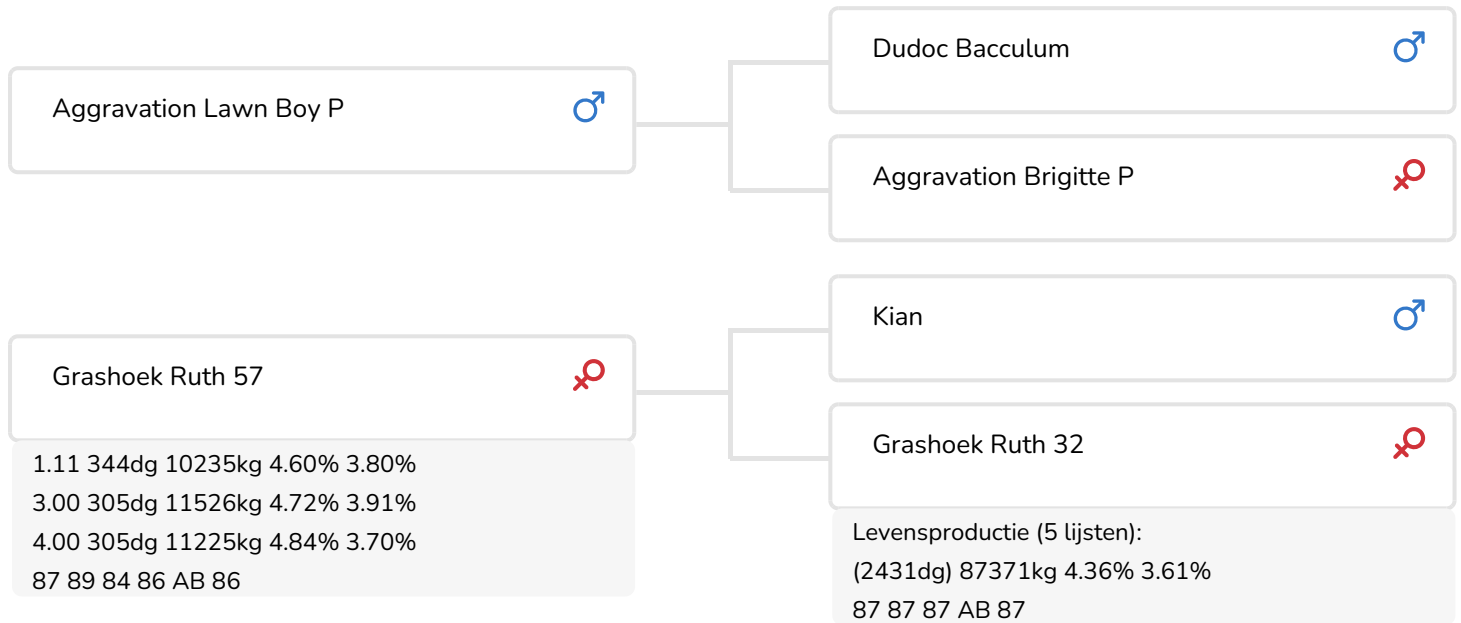 Dudoc Bacculum
Aggravation Lawn Boy P
Aggravation Brigitte P
Kian
Grashoek Ruth 57
Grashoek Ruth 32
1.11 344dg 10235kg 4.60% 3.80%
3.00 305dg 11526kg 4.72% 3.91%
4.00 305dg 11225kg 4.84% 3.70%
87 89 84 86 AB 86
Levensproductie (5 lijsten):
(2431dg) 87371kg 4.36% 3.61%
87 87 87 AB 87